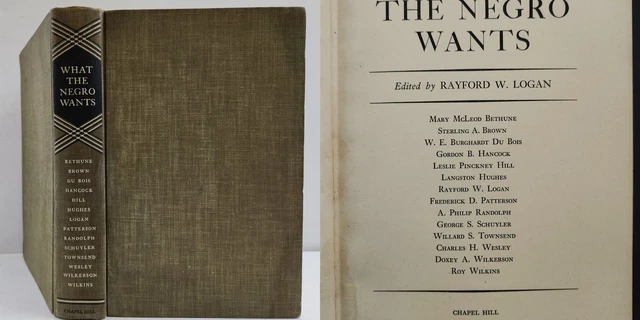 WHAT
THE
NEGRO
WANTS
BETHUNE
BROWN
DU BOIS
HANCOCK
HILL
HUGHES
LOGAN
PATTERSON
RANDOLPH
SCHUYLER
TOWNSEND
WESLEY
WILKERSON
WILKINS
CHAPEL HILL
THE NEGRO
WANTS
Edited by RAYFORD W. LOGAN
MARY MCLEOD BETHUNE
STERLING A. BROWN
W. E. BURGHARDT DU BOIS
GORDON B. HANCOCK
LESLIE PINCKNEY HILL
LANGSTON HUGHES
RAYFORD W. LOGAN
FREDERICK D. PATTERSON
A. PHILIP RANDOLPH
GEORGE S. SCHUYLER
WILLARD S. TOWNSEND
CHARLES H. WESLEY
DOXEY A. WILKERSON
ROY WILKINS
CHAPEL HILL